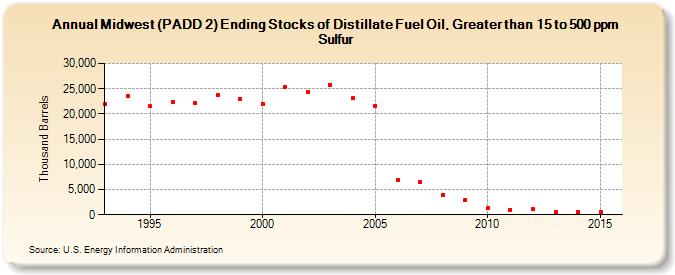 Annual Midwest (PADD 2) Ending Stocks of Distillate Fuel Oil, Greater than 15 to 500 ppm
Sulfur
Thousand Barrels
30,000
25,000
20,000
15,000
10,000
5,000
0
1995 2000 2005 2010 2015
Source: U.S. Energy Information Administration